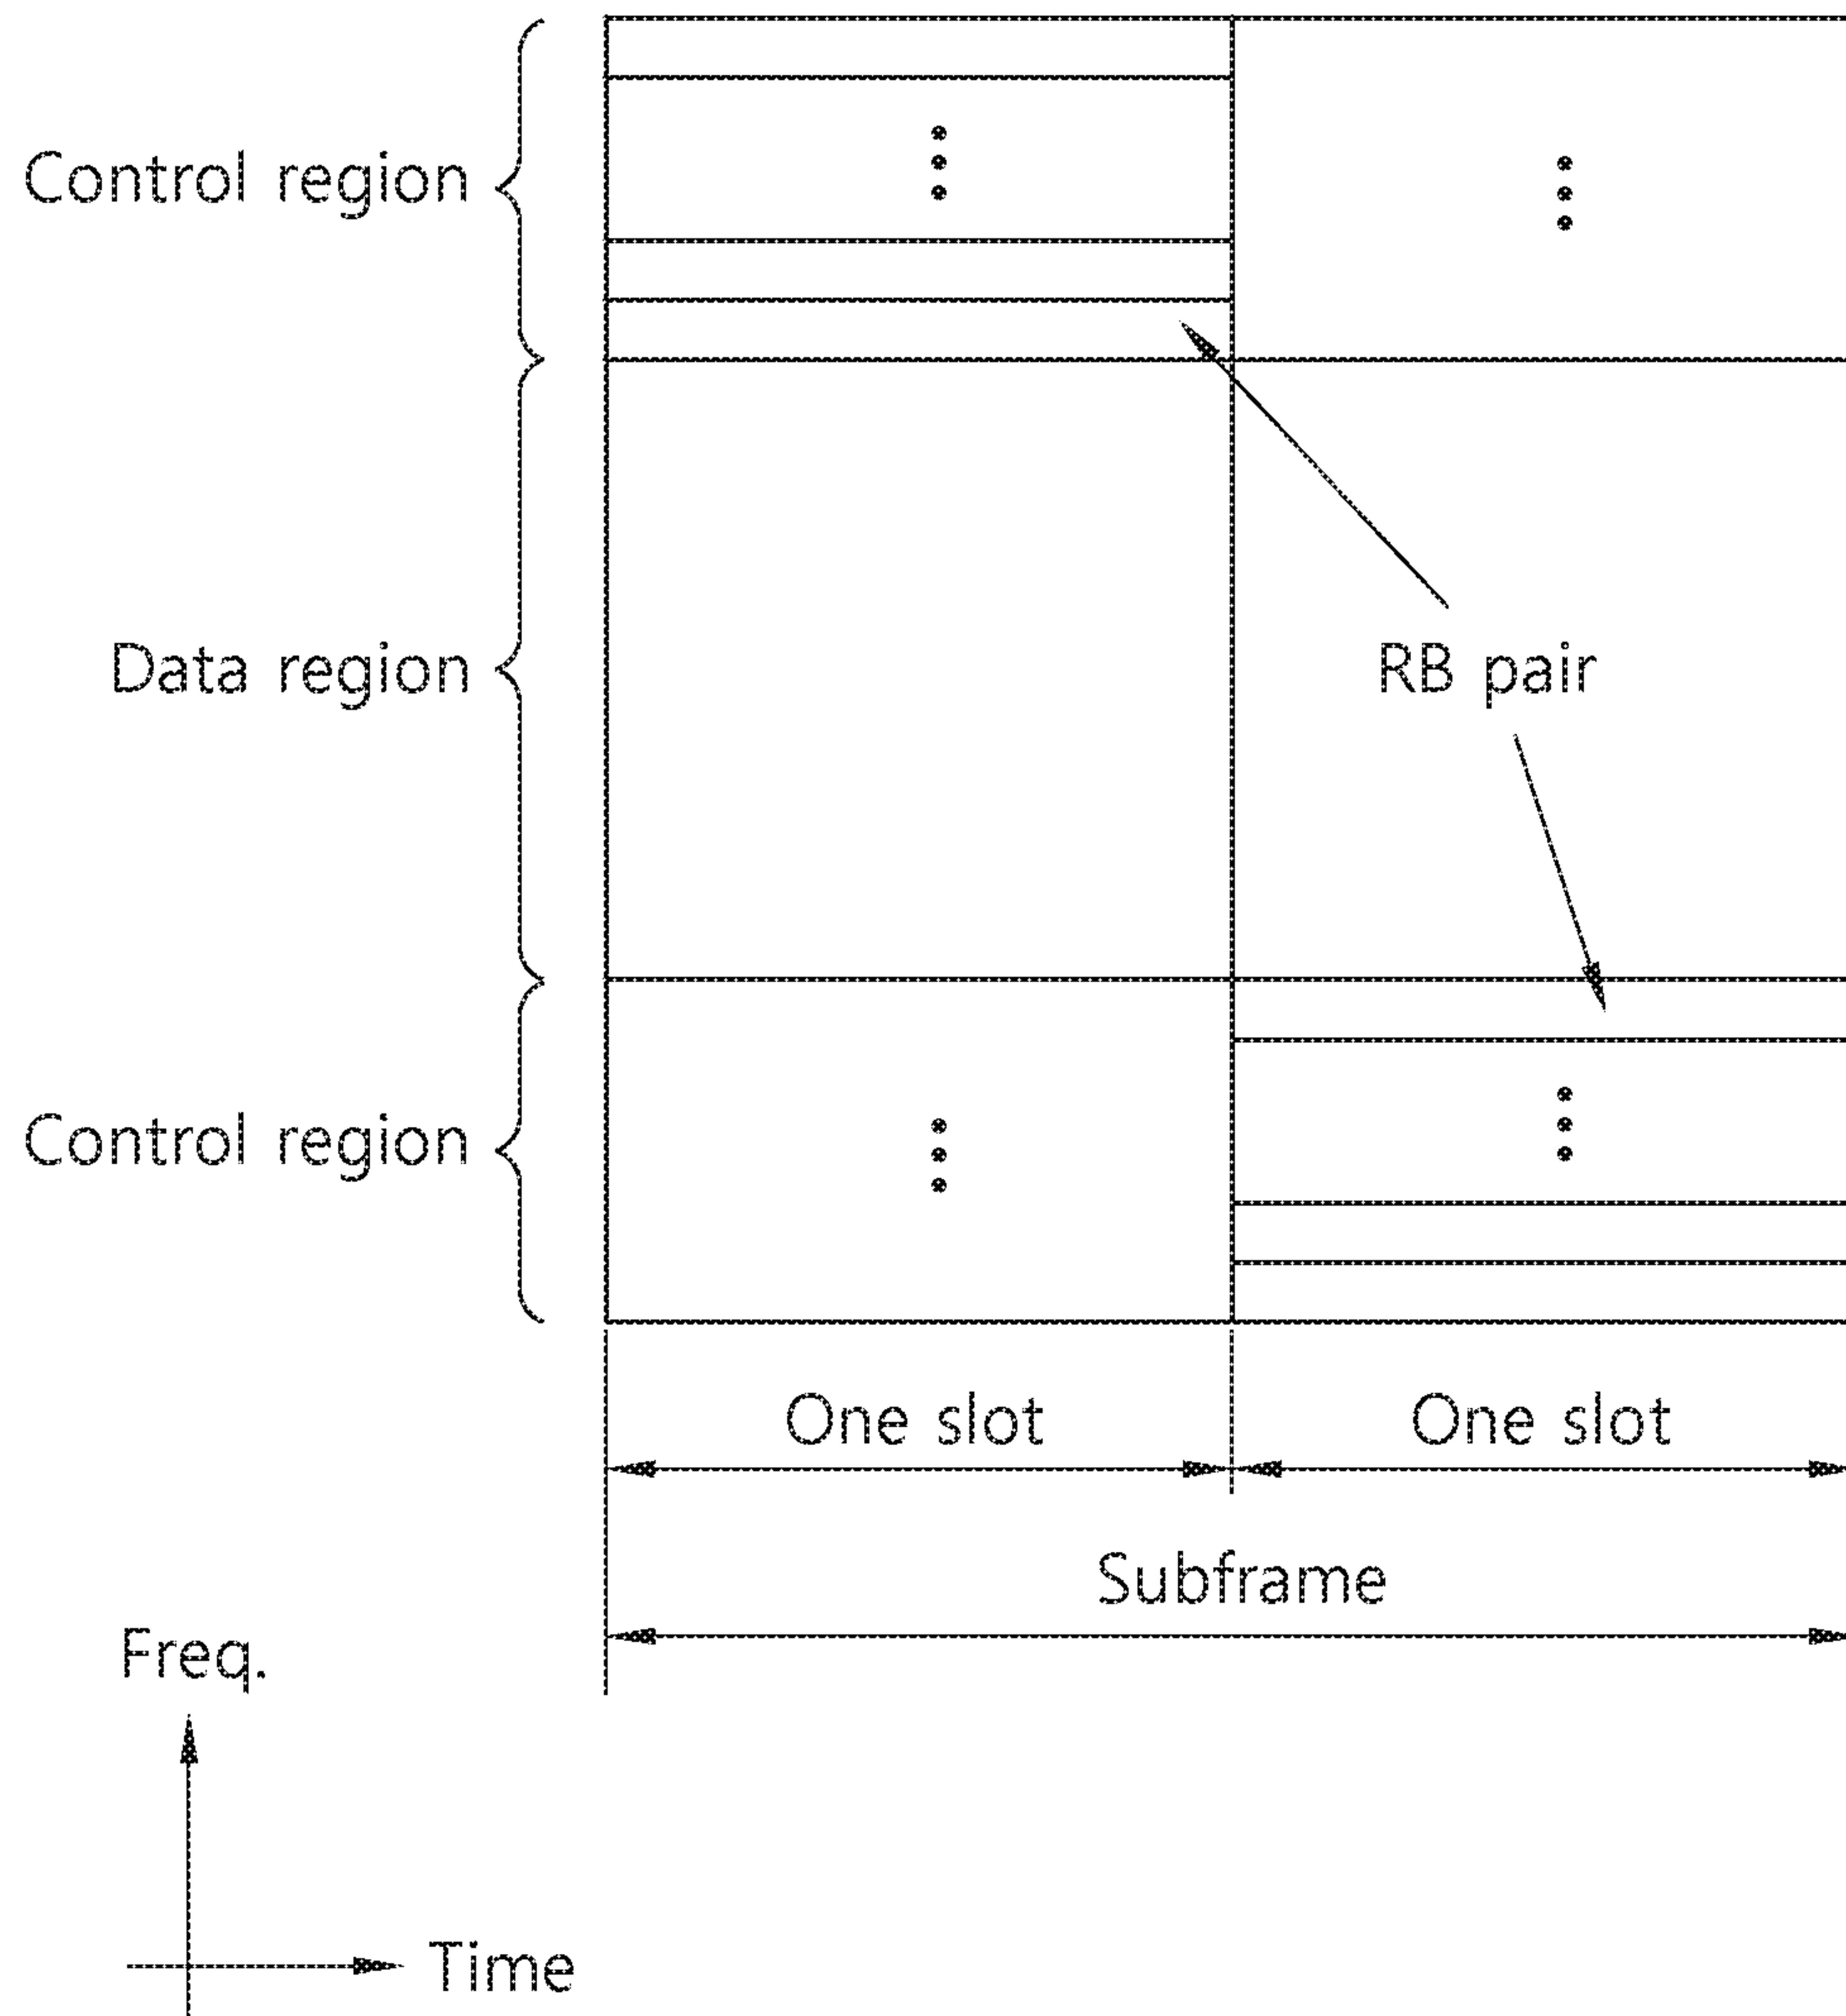 Control region
Data region
RB pair
Control region
One slot
One slot
Subframe
Freq.
Time